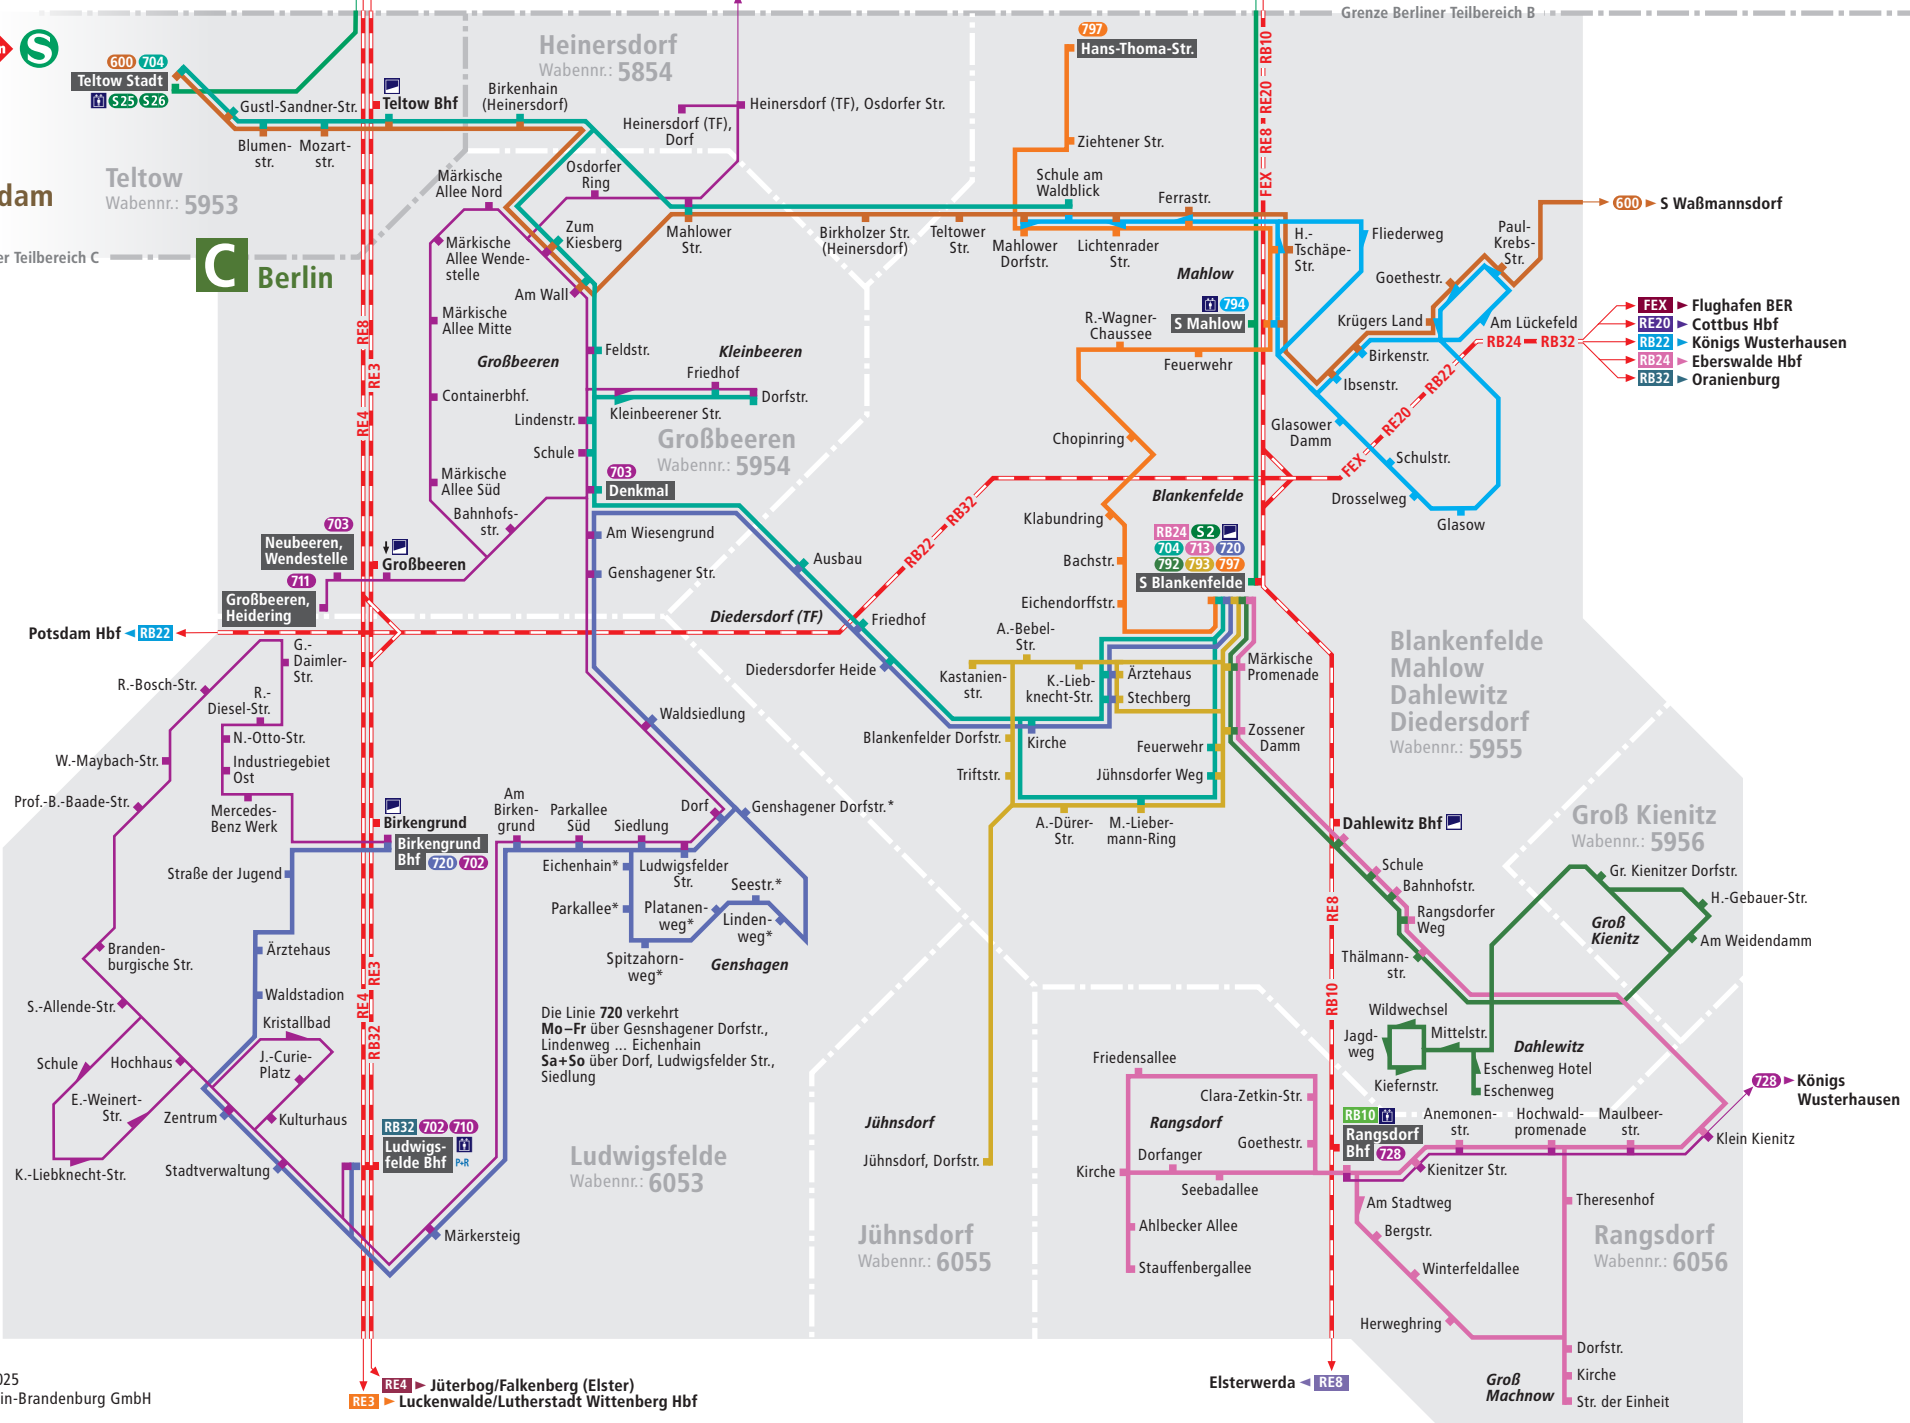 Grenze Berliner Teilbereich B
S
600 704
Teltow Stadt
S25 S26
Gustl-Sandner-Str.
Blumen-
str.
Mozart-
str.
Teltow Bhf
Birkenhain
(Heinersdorf)
Heinersdorf
Wabennr.: 5854
Heinersdorf (TF), Osdorfer Str.
Heinersdorf (TF),
Dorf
797
Hans-Thoma-Str.
Ziehtener Str.
FEX RE8 RE20 RB10
Teltow
Wabennr.: 5953
dam
er Teilbereich C
C Berlin
Märkische
Allee Nord
Osdorfer
Ring
Zum
Kiesberg
Mahlower
Str.
Märkische
Allee Wende-
stelle
Am Wall
Märkische
Allee Mitte
Großbeeren
Feldstr.
Kleinbeeren
Friedhof
Dorfstr.
Kleinbeerener Str.
Containerbhf.
Lindenstr.
Schule
Großbeeren
Wabennr.: 5954
703
Denkmal
Märkische
Allee Süd
Bahnhofs-
str.
RE8
RE3
RE4
Schule am
Waldblick
Ferrastr.
Birkholzer Str.
(Heinersdorf)
Teltower
Str.
Mahlower
Dorfstr.
Lichtenrader
Str.
H.-
Tschäpe-
Str.
Fliederweg
Mahlow
794
S Mahlow
Paul-
Krebs-
Str.
Goethestr.
Krügers Land
Am Lückefeld
Birkenstr.
Ibsenstr.
600 S Waßmannsdorf
FEX Flughafen BER
RE20 Cottbus Hbf
RB22 Königs Wusterhausen
RB24 Eberswalde Hbf
RB32 Oranienburg
RB24 RB32
RB22
RE20
FEX
R.-Wagner-
Chaussee
Feuerwehr
Chopinring
Glasower
Damm
Schulstr.
Drosselweg
Glasow
Klabundring
Bachstr.
Eichendorffstr.
Blankenfelde
RB24 S2
704 713 720
792 793 797
S Blankenfelde
703
Neubeeren,
Wendestelle
711
Großbeeren,
Heidering
Großbeeren
Am Wiesengrund
Genshagener Str.
Ausbau
RB22 RB32
Diedersdorf (TF)
Friedhof
Diedersdorfer Heide
Potsdam Hbf RB22
G.-
Daimler-
Str.
R.-Bosch-Str.
R.-
Diesel-Str.
N.-Otto-Str.
Industriegebiet
Ost
Mercedes-
Benz Werk
W.-Maybach-Str.
Prof.-B.-Baade-Str.
Waldsiedlung
A.-Bebel-
Str.
Kastanien-
str.
K.-Lieb-
knecht-Str.
Ärztehaus
Stechberg
Märkische
Promenade
Blankenfelder Dorfstr.
Kirche
Feuerwehr
Zossener
Damm
Triftstr.
Jühnsdorfer Weg
A.-Dürer-
Str.
M.-Lieber-
mann-Ring
Blankenfelde
Mahlow
Dahlewitz
Diedersdorf
Wabennr.: 5955
Birkengrund
Birkengrund
Bhf 720 702
Am
Birken-
grund
Parkallee
Süd
Siedlung
Dorf
Genshagener Dorfstr.*
Eichenhain*
Ludwigsfelder
Str.
Parkallee*
Platanen-
weg*
Seestr.*
Linden-
weg*
Spitzahorn-
weg*
Genshagen
Straße der Jugend
Ärztehaus
Waldstadion
Branden-
burgische Str.
S.-Allende-Str.
Kristallbad
Schule
Hochhaus
J.-Curie-
Platz
E.-Weinert-
Str.
Zentrum
Kulturhaus
K.-Liebknecht-Str.
Stadtverwaltung
RE4
RE3
RB32
Die Linie 720 verkehrt
Mo–Fr über Gesnshagener Dorfstr.,
Lindenweg ... Eichenhain
Sa+So über Dorf, Ludwigsfelder Str.,
Siedlung
RB32 702 710
Ludwigs-
felde Bhf
P+R
Ludwigsfelde
Wabennr.: 6053
Märkersteig
Dahlewitz Bhf
Schule
Bahnhofstr.
Rangsdorfer
Weg
Thälmann-
str.
Groß Kienitz
Wabennr.: 5956
Gr. Kienitzer Dorfstr.
H.-Gebauer-Str.
Groß
Kienitz
Am Weidendamm
RE8
RB10
Wildwechsel
Jagd-
weg
Mittelstr.
Kiefernstr.
Dahlewitz
Eschenweg Hotel
Eschenweg
Friedensallee
Clara-Zetkin-Str.
Jühnsdorf
Jühnsdorf, Dorfstr.
Rangsdorf
Goethestr.
Dorfanger
Kirche
Seebadallee
Ahlbecker Allee
Stauffenbergallee
Jühnsdorf
Wabennr.: 6055
RB10
Rangsdorf
Bhf 728
Anemonen-
str.
Hochwald-
promenade
Maulbeer-
str.
728 Königs
Wusterhausen
Klein Kienitz
Kienitzer Str.
Am Stadtweg
Bergstr.
Winterfeldallee
Herweghring
Theresenhof
Rangsdorf
Wabennr.: 6056
Dorfstr.
Kirche
Str. der Einheit
Groß
Machnow
Elsterwerda RE8
RE4 Jüterbog/Falkenberg (Elster)
RE3 Luckenwalde/Lutherstadt Wittenberg Hbf
025
in-Brandenburg GmbH